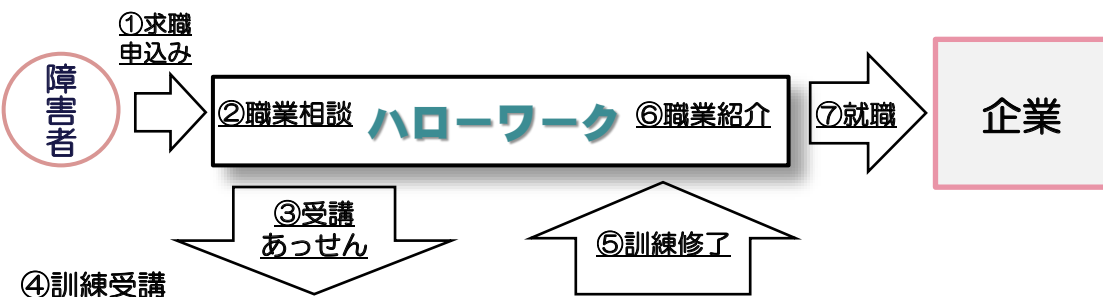 ①求職
申込み
障害者
②職業相談
ハローワーク
⑥職業紹介
⑦就職
企業
③受講
あっせん
⑤訓練修了
④訓練受講